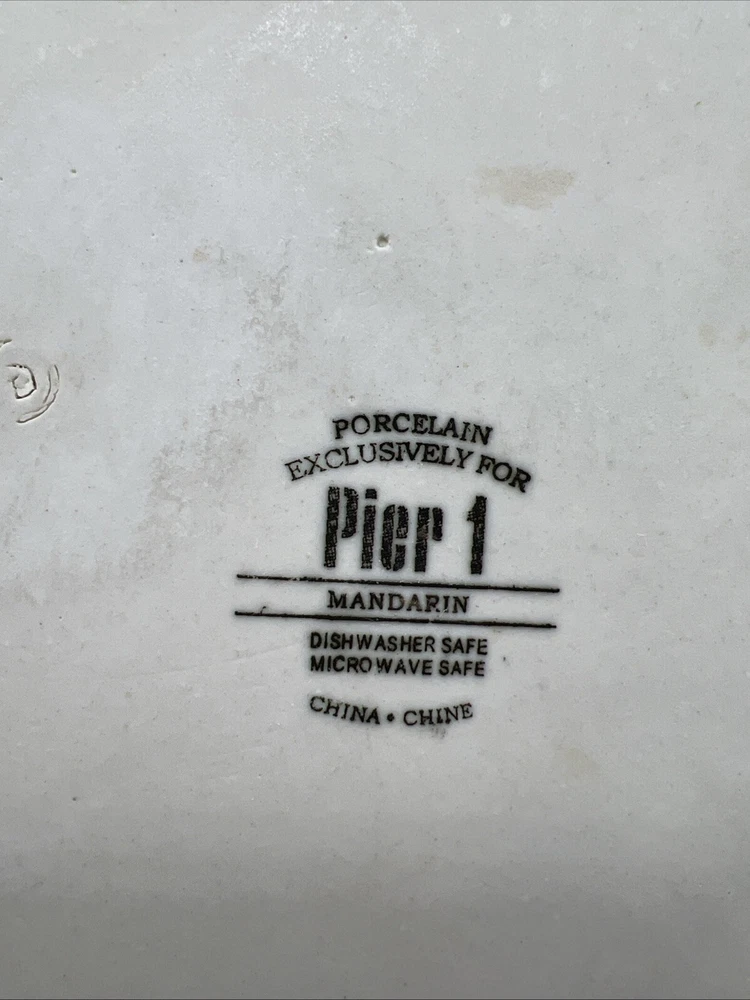 PORCELAIN
EXCLUSIVELY FOR
Pier 1
MANDARIN
DISHWASHER SAFE
MICROWAVE SAFE
CHINA • CHINE